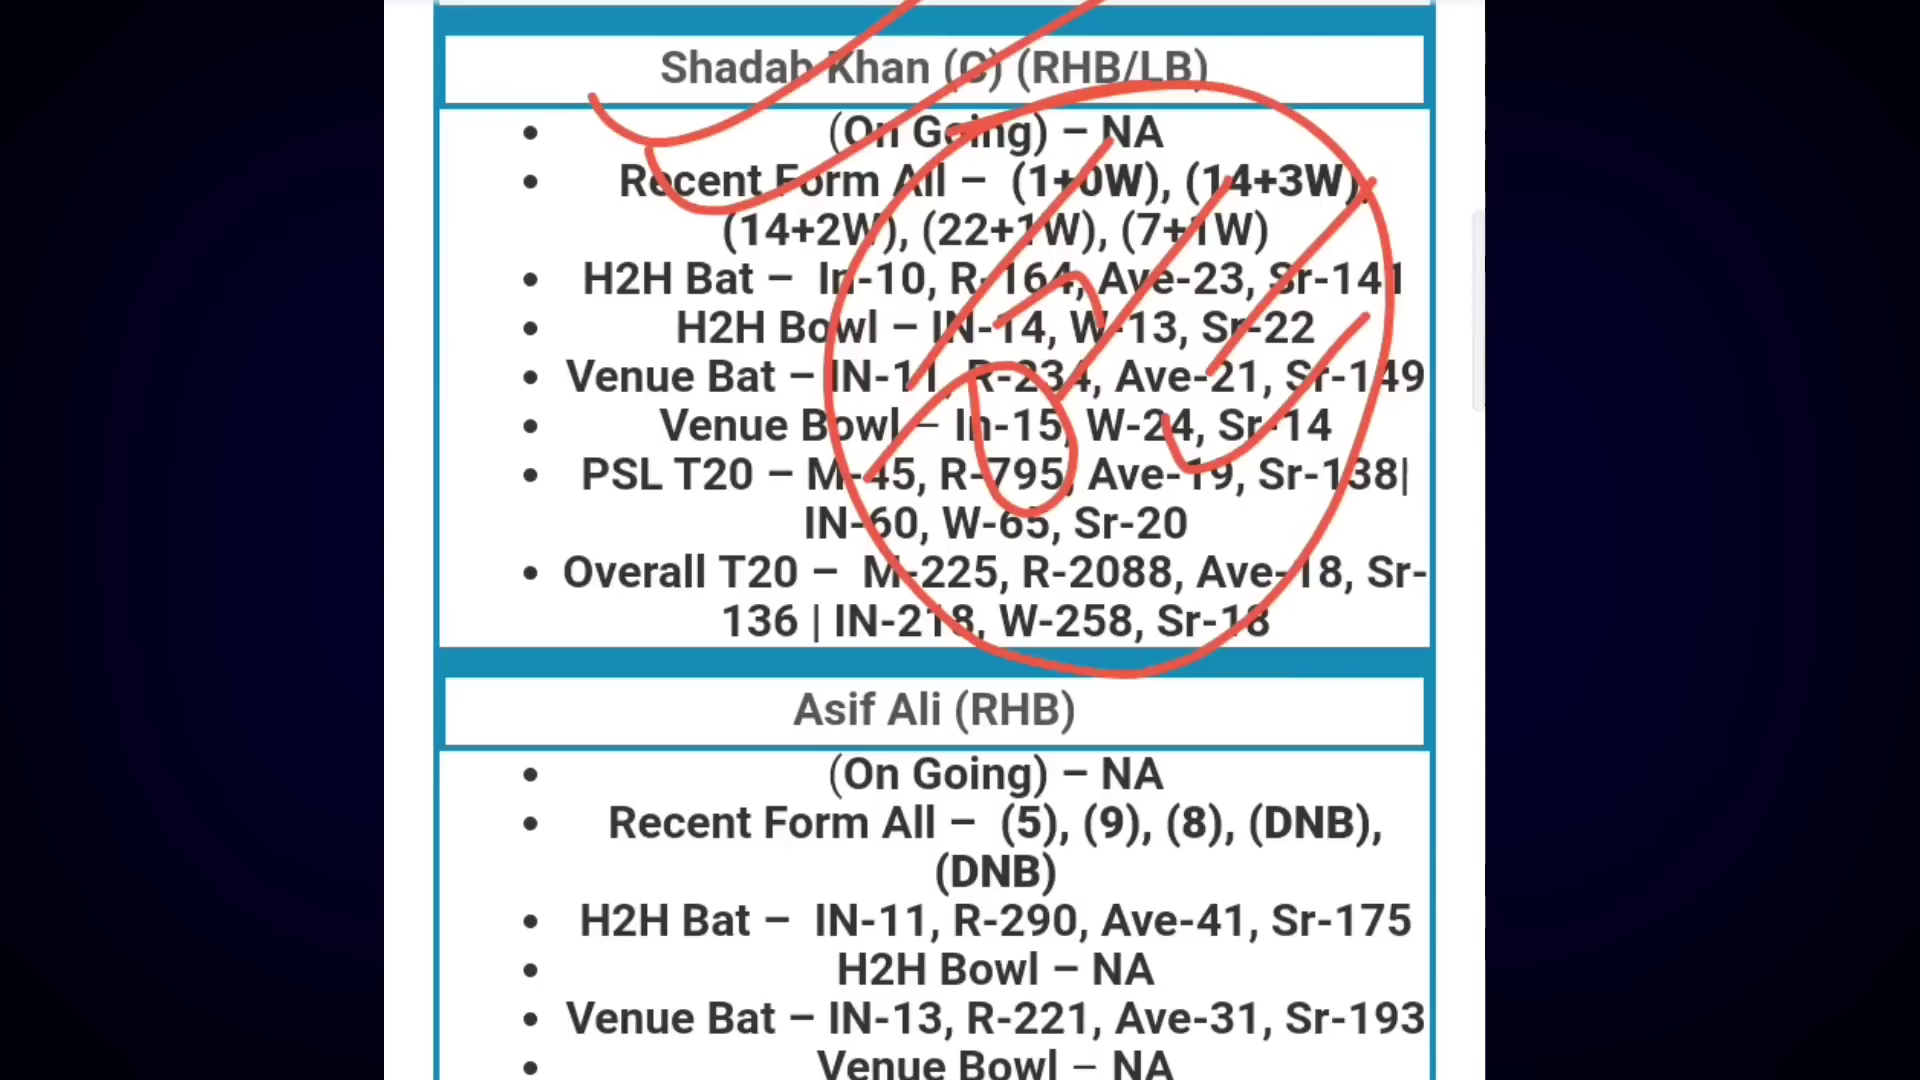 Shadab Khan (C) (RHB/LB)
• (On Going) – NA
• Recent Form All – (1+0W), (14+3W),
(14+2W), (22+1W), (7+1W)
• H2H Bat – In-10, R-164, Ave-23, Sr-141
• H2H Bowl – IN-14, W-13, Sr-22
• Venue Bat – IN-11, R-234, Ave-21, Sr-149
• Venue Bowl – In-15, W-24, Sr-14
• PSL T20 – M-45, R-795, Ave-19, Sr-138|
IN-60, W-65, Sr-20
• Overall T20 – M-225, R-2088, Ave-18, Sr-
136 | IN-218, W-258, Sr-18
Asif Ali (RHB)
• (On Going) – NA
• Recent Form All – (5), (9), (8), (DNB),
(DNB)
• H2H Bat – IN-11, R-290, Ave-41, Sr-175
• H2H Bowl – NA
• Venue Bat – IN-13, R-221, Ave-31, Sr-193
• Venue Bowl – NA